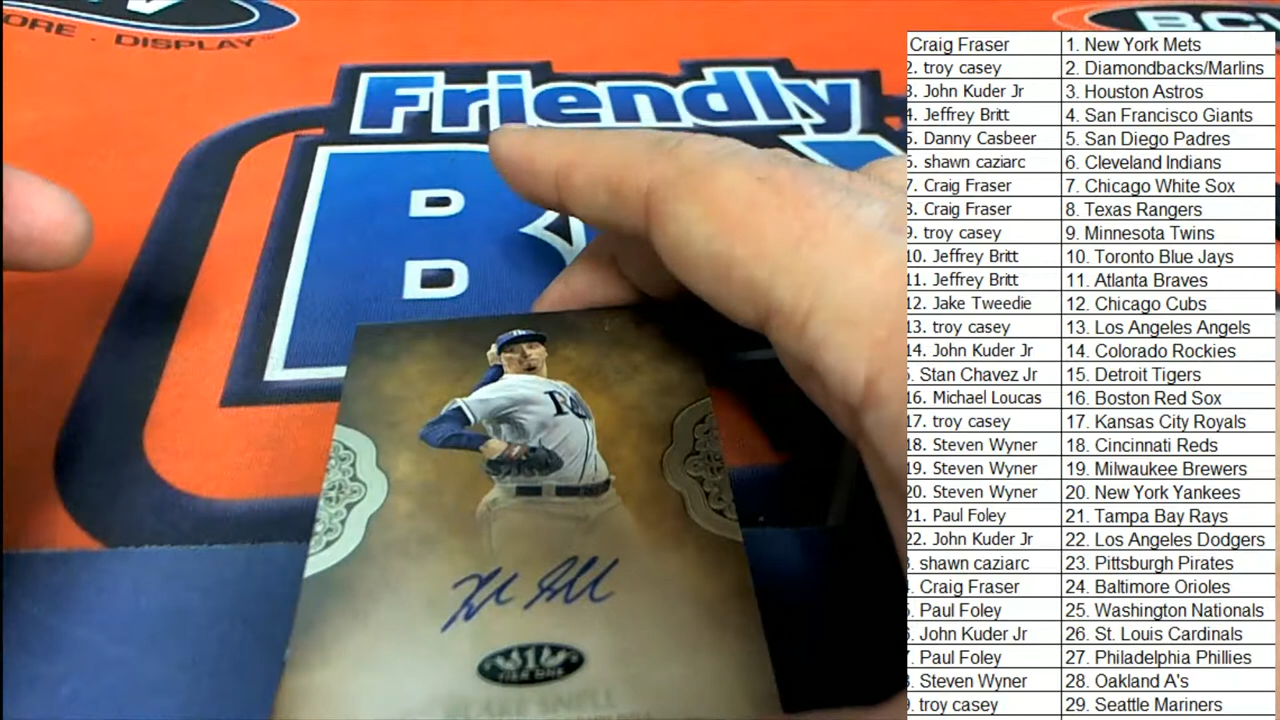 ORE · DISPLAY
BCW
Friendly
Craig Fraser 1. New York Mets
2. troy casey 2. Diamondbacks/Marlins
3. John Kuder Jr 3. Houston Astros
4. Jeffrey Britt 4. San Francisco Giants
5. Danny Casbeer 5. San Diego Padres
6. shawn caziarc 6. Cleveland Indians
7. Craig Fraser 7. Chicago White Sox
8. Craig Fraser 8. Texas Rangers
9. troy casey 9. Minnesota Twins
10. Jeffrey Britt 10. Toronto Blue Jays
11. Jeffrey Britt 11. Atlanta Braves
12. Jake Tweedie 12. Chicago Cubs
13. troy casey 13. Los Angeles Angels
14. John Kuder Jr 14. Colorado Rockies
5. Stan Chavez Jr 15. Detroit Tigers
16. Michael Loucas 16. Boston Red Sox
17. troy casey 17. Kansas City Royals
18. Steven Wyner 18. Cincinnati Reds
19. Steven Wyner 19. Milwaukee Brewers
20. Steven Wyner 20. New York Yankees
21. Paul Foley 21. Tampa Bay Rays
22. John Kuder Jr 22. Los Angeles Dodgers
shawn caziarc 23. Pittsburgh Pirates
Craig Fraser 24. Baltimore Orioles
Paul Foley 25. Washington Nationals
John Kuder Jr 26. St. Louis Cardinals
Paul Foley 27. Philadelphia Phillies
Steven Wyner 28. Oakland A's
troy casey 29. Seattle Mariners
TIER ONE
BLAKE SNELL